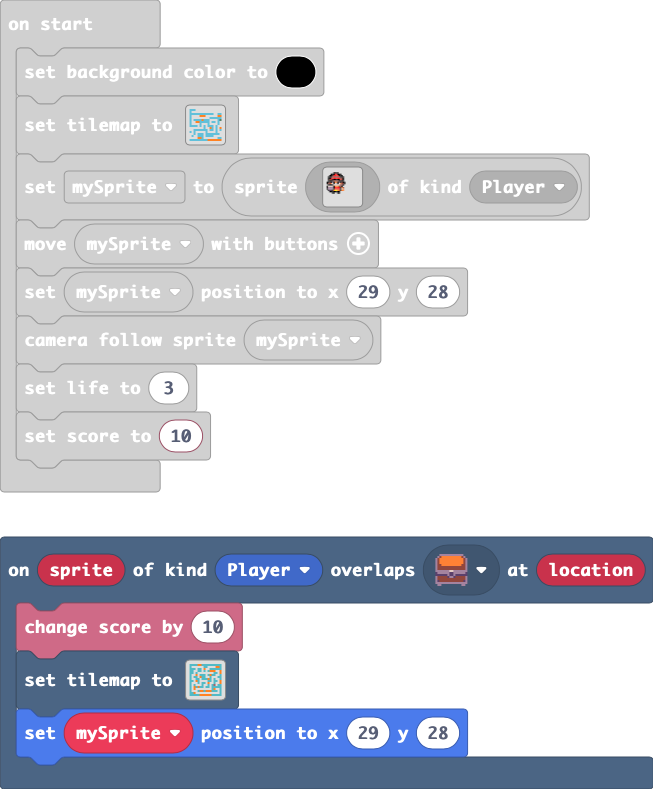 on start
set background color to
set tilemap to
set mySprite to sprite of kind Player
move mySprite with buttons
set mySprite position to x 29 y 28
camera follow sprite mySprite
set life to 3
set score to 10
on sprite of kind Player overlaps at location
change score by 10
set tilemap to
set mySprite position to x 29 y 28